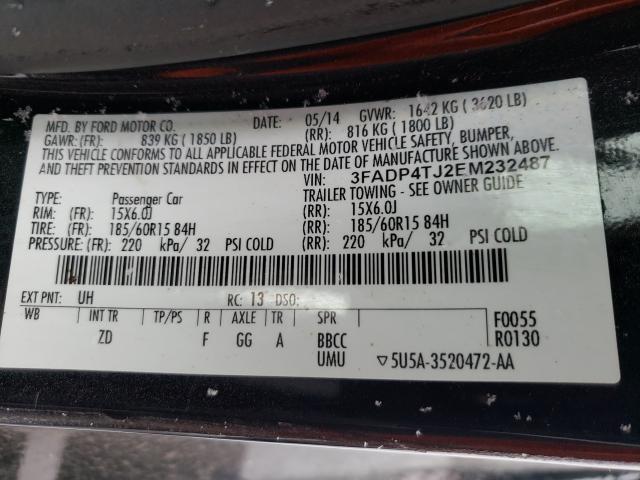 MFD. BY FORD MOTOR CO. DATE: 05/14 GVWR: 1642 KG ( 3620 LB)
GAWR: (FR): 839 KG ( 1850 LB) (RR): 816 KG ( 1800 LB)
THIS VEHICLE CONFORMS TO ALL APPLICABLE FEDERAL MOTOR VEHICLE SAFETY, BUMPER,
AND THEFT PREVENTION STANDARDS IN EFFECT ON THE DATE OF MANUFACTURE SHOWN ABOVE.
VIN: 3FADP4TJ2EM232487
TYPE: Passenger Car TRAILER TOWING - SEE OWNER GUIDE
RIM: (FR): 15X6.0J (RR): 15X6.0J
TIRE: (FR): 185/60R15 84H (RR): 185/60R15 84H
PRESSURE: (FR): 220 kPa/ 32 PSI COLD (RR): 220 kPa/ 32 PSI COLD
EXT PNT: UH RC: 13 DSO:
WB INT TR TP/PS R AXLE TR SPR F0055
ZD F GG A BBCC R0130
UMU ▽5U5A-3520472-AA